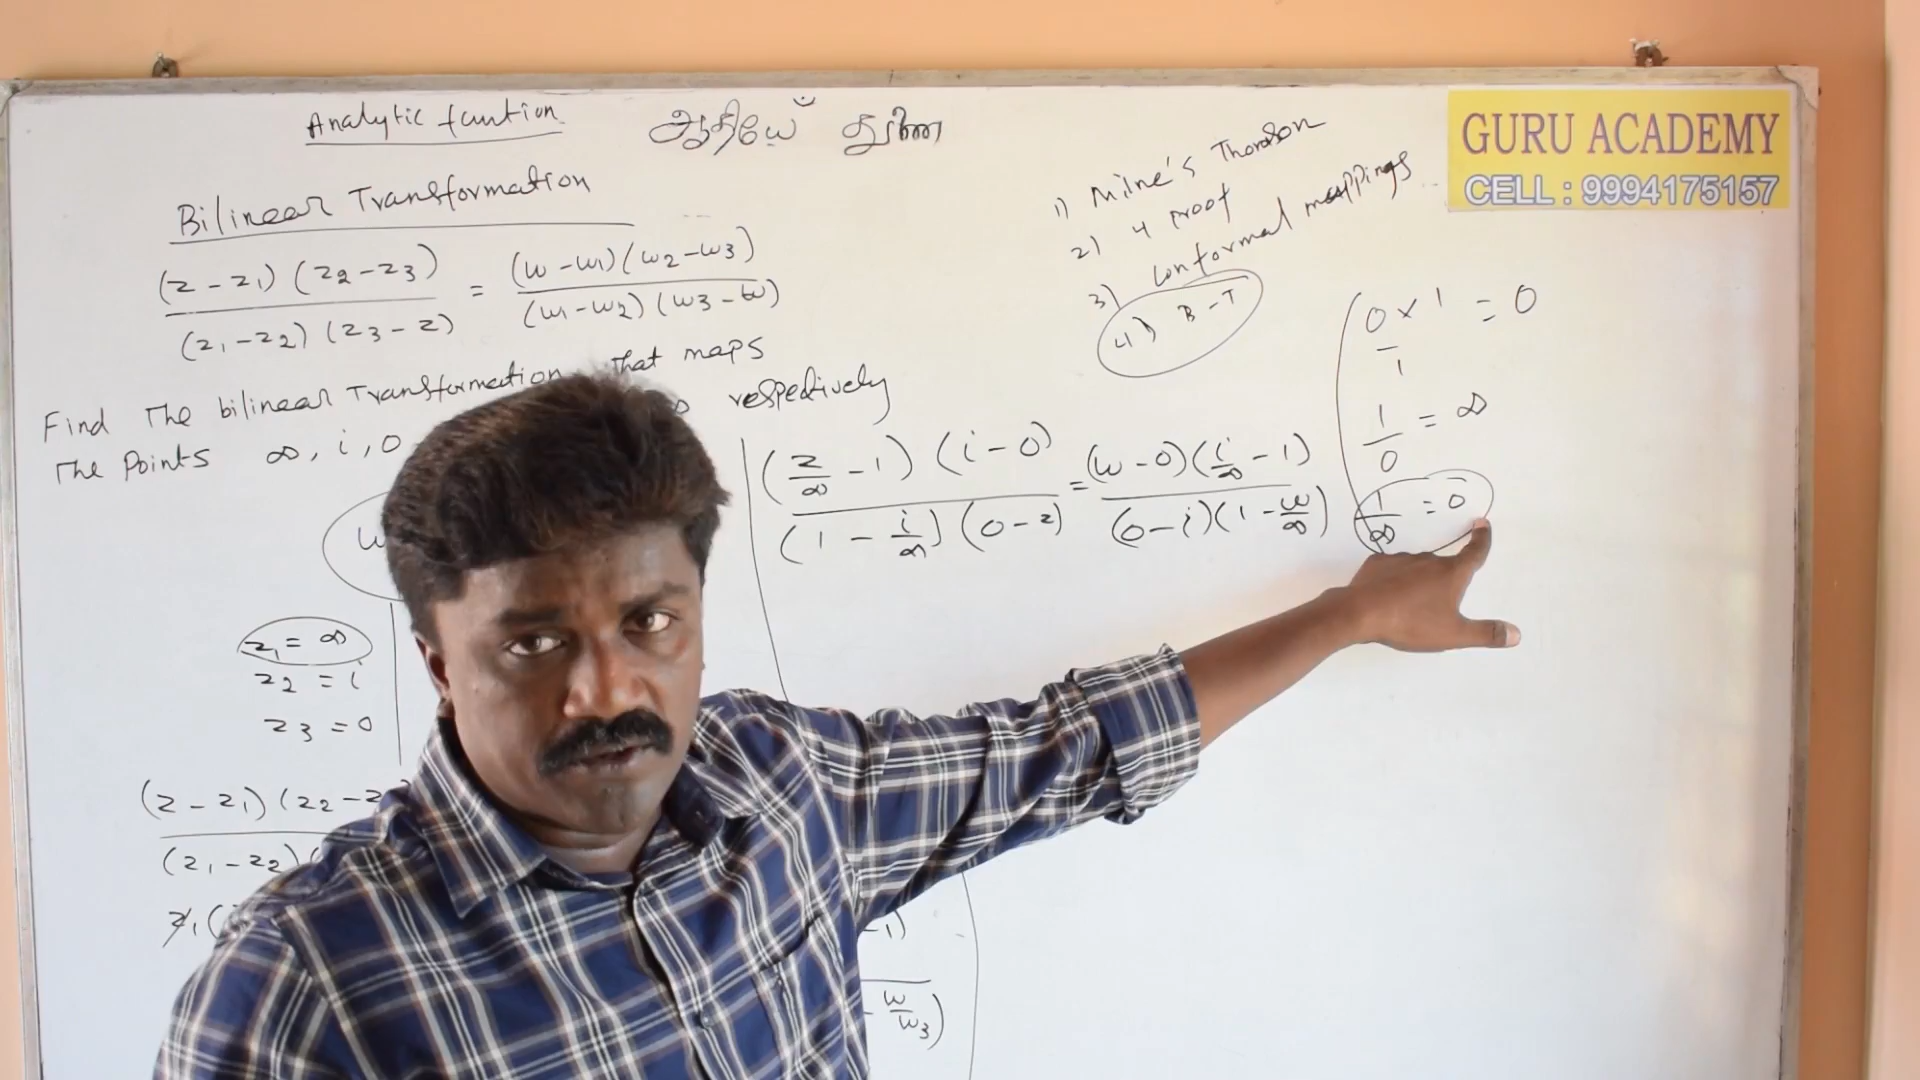 Analytic funtion
ஆதியே துணை
GURU ACADEMY
CELL : 9994175157
Bilinear Transformation
(z - z1) (z2 - z3) / (z1 - z2) (z3 - z) = (w - w1) (w2 - w3) / (w1 - w2) (w3 - w)
1) Milne's Thomson
2) 4 proof
3) Conformal mappings
4) B - T
Find The bilinear Transformation That maps
The Points ∞, i, 0 ∞ respectively
0 × 1 / 1 = 0
1/0 = ∞
1/∞ = 0
(z/∞ - 1) (i - 0) / (1 - i/∞) (0 - z) = (w - 0) (i/∞ - 1) / (0 - i) (1 - w/∞)
w
z1 = ∞
z2 = i
z3 = 0
(z - z1) (z2 - z
(z1 - z2) (
z1 (
- 1)
- w/w3)